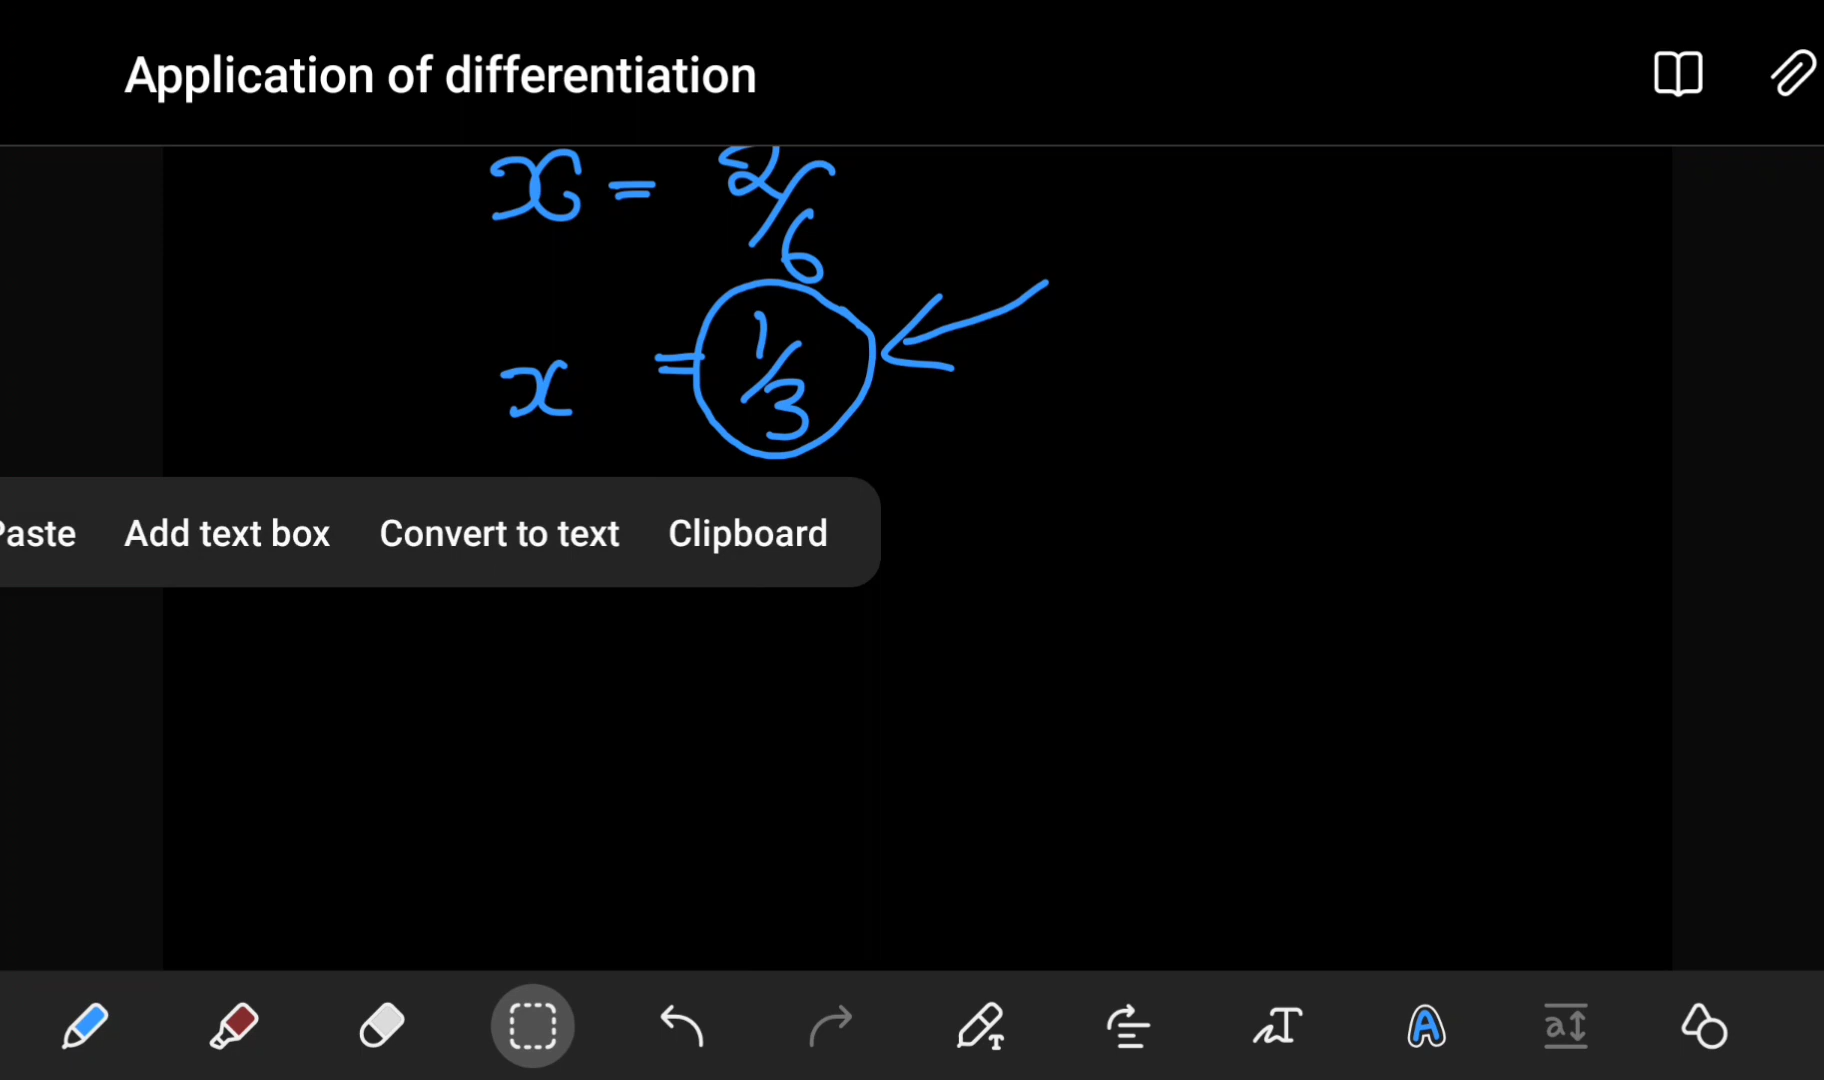 Application of differentiation
x = 2/6
x = 1/3
Paste Add text box Convert to text Clipboard